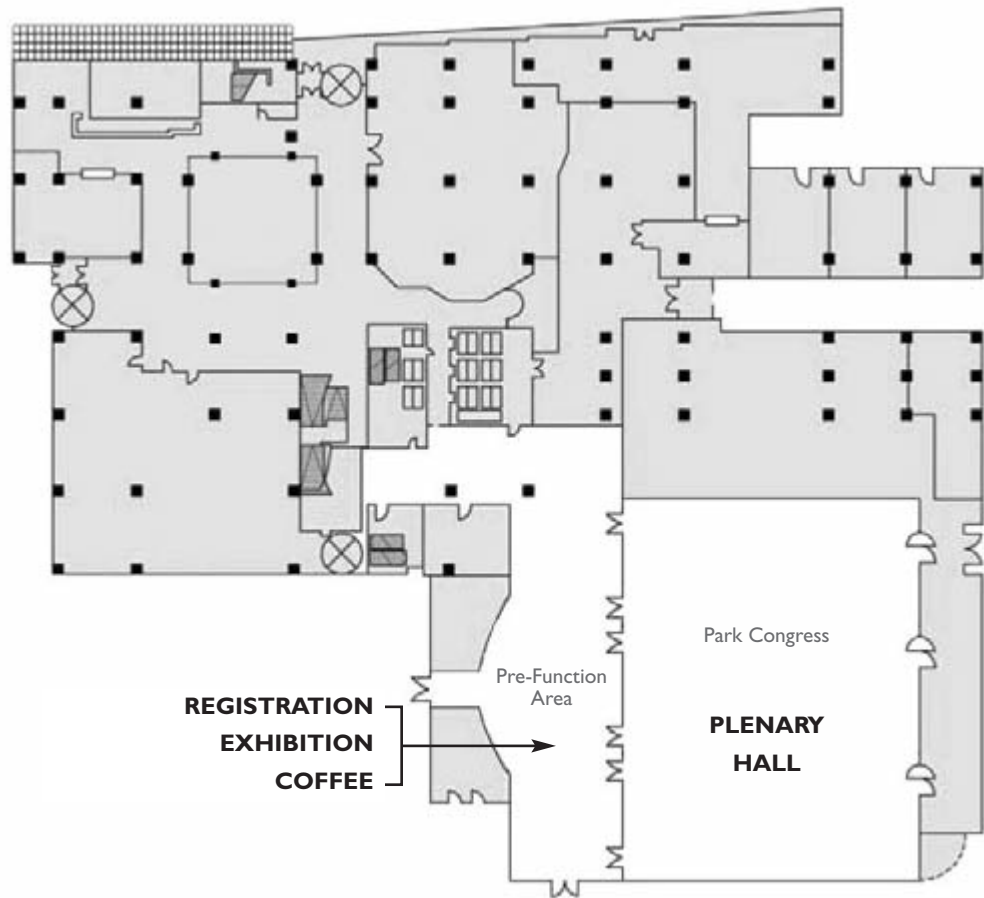 Park Congress
Pre-Function
Area
REGISTRATION
EXHIBITION
COFFEE
PLENARY
HALL